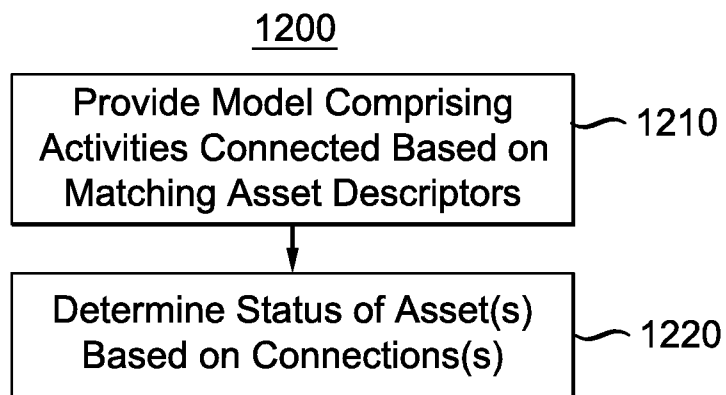 1200
Provide Model Comprising
Activities Connected Based on
Matching Asset Descriptors
1210
Determine Status of Asset(s)
Based on Connections(s)
1220